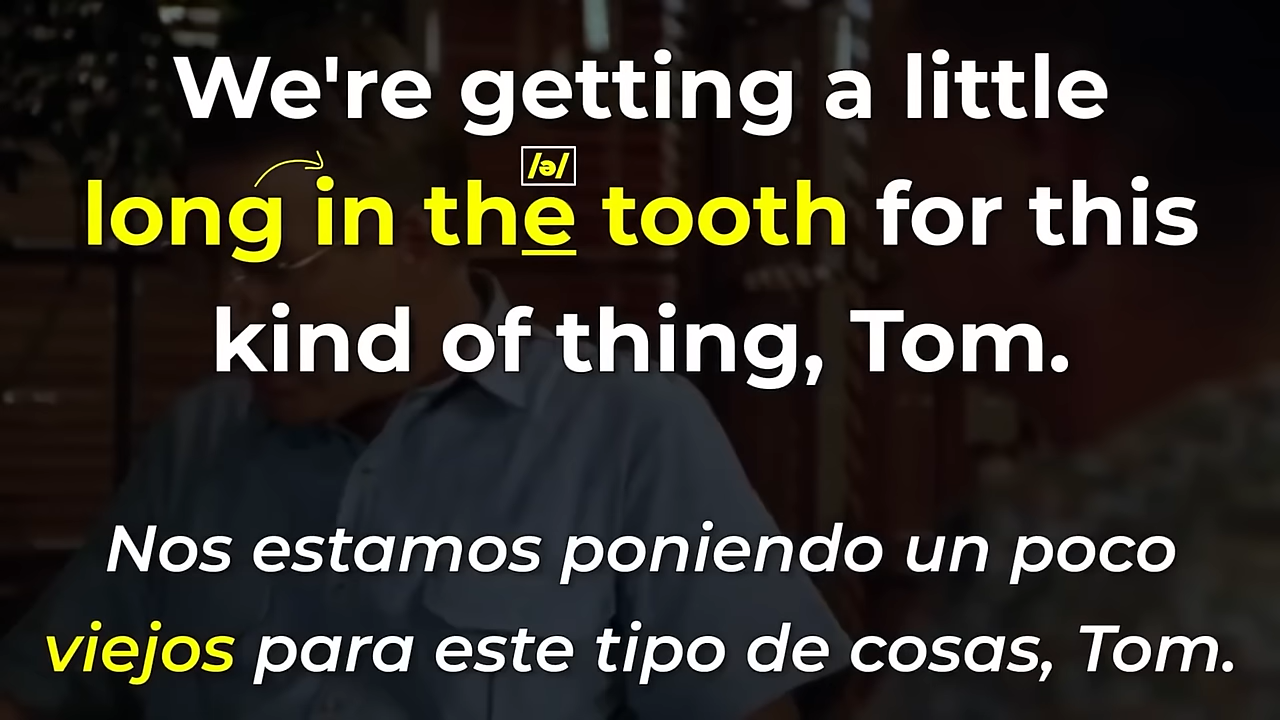 We're getting a little
/ə/
long in the tooth for this
kind of thing, Tom.
Nos estamos poniendo un poco
viejos para este tipo de cosas, Tom.